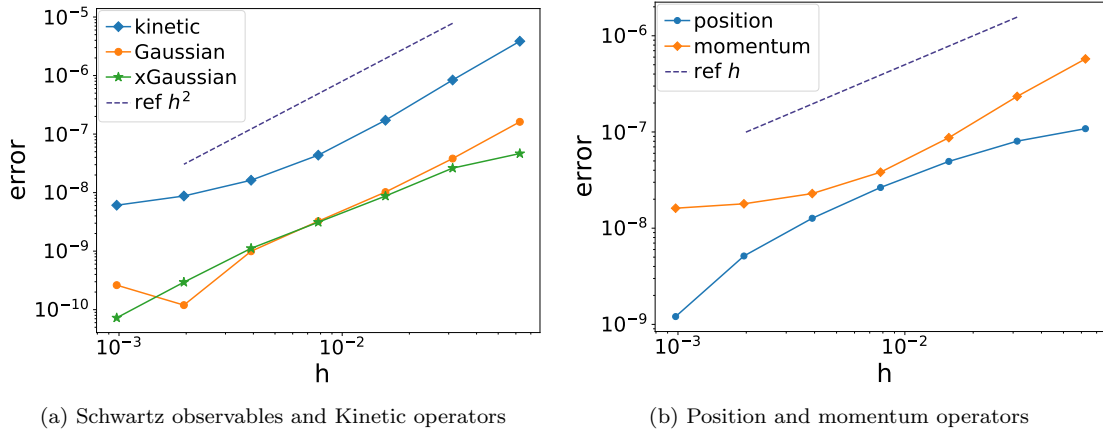 kinetic
Gaussian
xGaussian
ref h²
10⁻⁵
10⁻⁶
10⁻⁷
10⁻⁸
10⁻⁹
10⁻¹⁰
error
10⁻³
10⁻²
h
(a) Schwartz observables and Kinetic operators
position
momentum
ref h
10⁻⁶
10⁻⁷
10⁻⁸
10⁻⁹
error
10⁻³
10⁻²
h
(b) Position and momentum operators